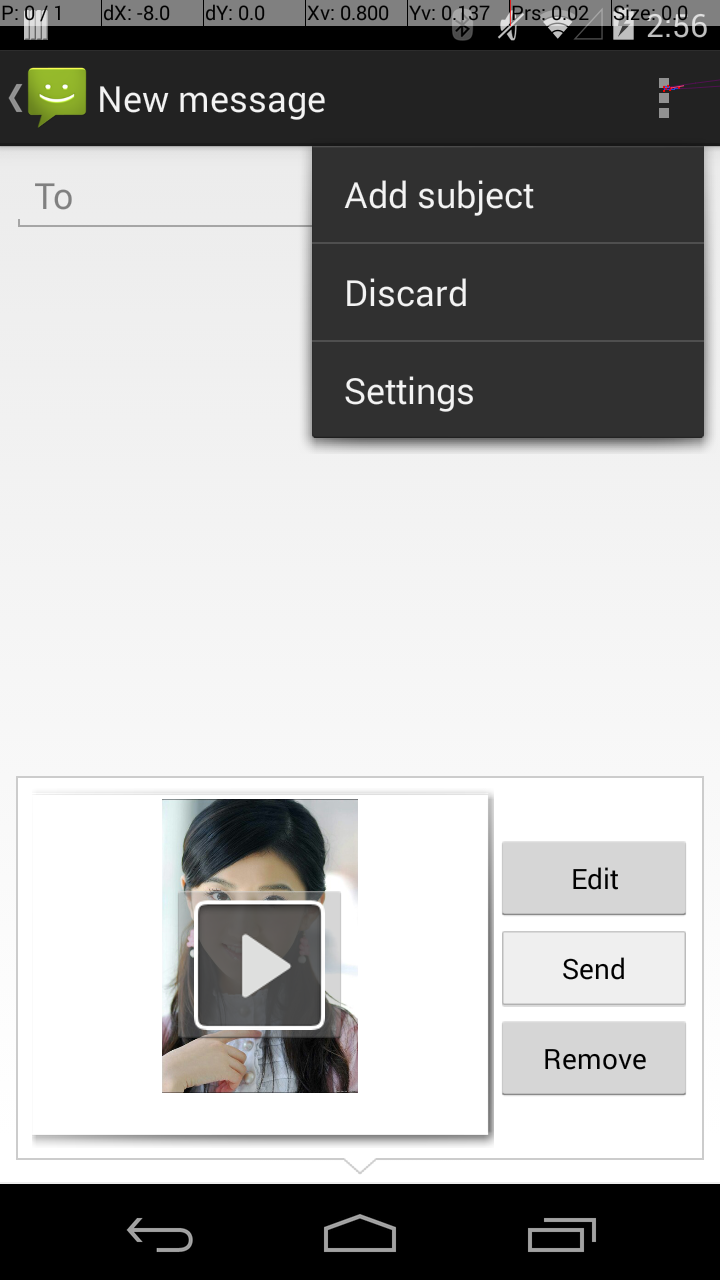 P: 0 / 1 dX: -8.0 dY: 0.0 Xv: 0.800 Yv: 0.137 Prs: 0.02 Size: 0.0
2:56
New message
To
Add subject
Discard
Settings
Edit
Send
Remove